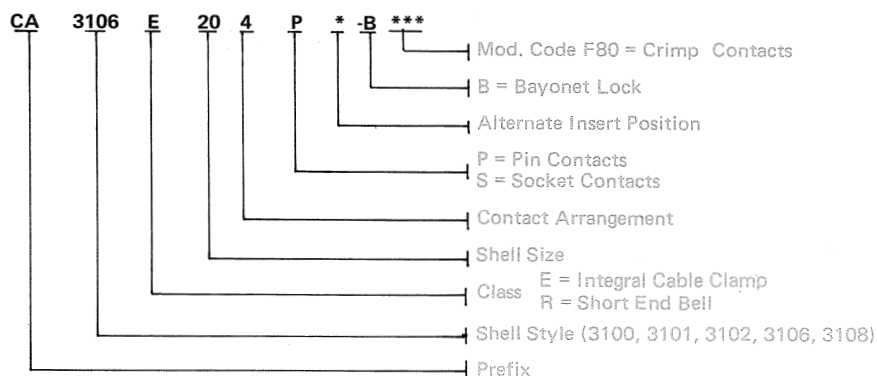 CA 3106 E 20 4 P * -B ***
Mod. Code F80 = Crimp Contacts
B = Bayonet Lock
Alternate Insert Position
P = Pin Contacts
S = Socket Contacts
Contact Arrangement
Shell Size
Class E = Integral Cable Clamp
R = Short End Bell
Shell Style (3100, 3101, 3102, 3106, 3108)
Prefix